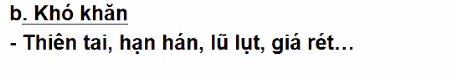 b. Khó khăn
- Thiên tai, hạn hán, lũ lụt, giá rét…